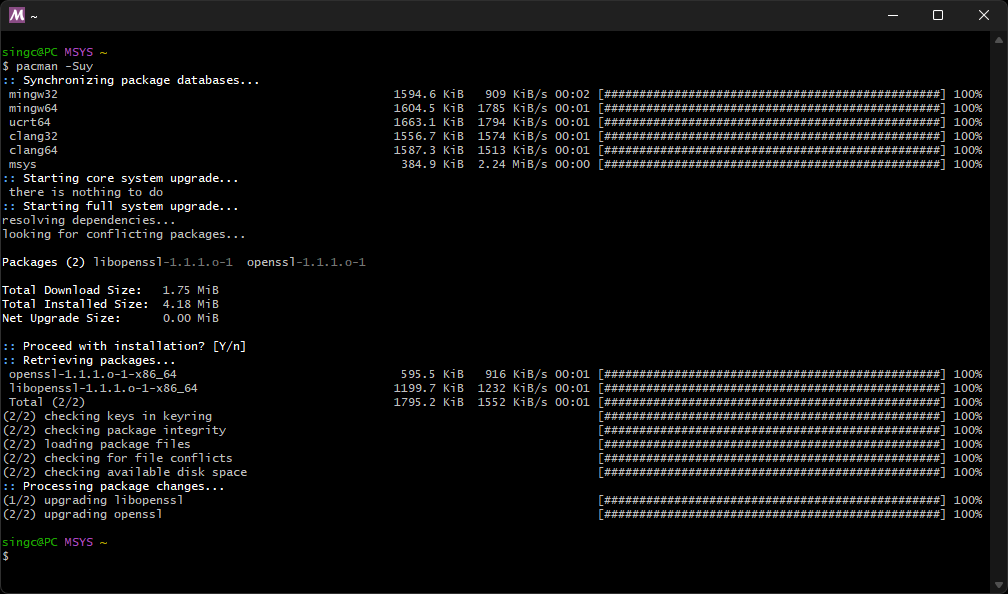 M ~
singc@PC MSYS ~
$ pacman -Suy
:: Synchronizing package databases...
mingw32 1594.6 KiB 909 KiB/s 00:02 [################################################] 100%
mingw64 1604.5 KiB 1785 KiB/s 00:01 [################################################] 100%
ucrt64 1663.1 KiB 1794 KiB/s 00:01 [################################################] 100%
clang32 1556.7 KiB 1574 KiB/s 00:01 [################################################] 100%
clang64 1587.3 KiB 1513 KiB/s 00:01 [################################################] 100%
msys 384.9 KiB 2.24 MiB/s 00:00 [################################################] 100%
:: Starting core system upgrade...
there is nothing to do
:: Starting full system upgrade...
resolving dependencies...
looking for conflicting packages...
Packages (2) libopenssl-1.1.1.o-1 openssl-1.1.1.o-1
Total Download Size: 1.75 MiB
Total Installed Size: 4.18 MiB
Net Upgrade Size: 0.00 MiB
:: Proceed with installation? [Y/n]
:: Retrieving packages...
openssl-1.1.1.o-1-x86_64 595.5 KiB 916 KiB/s 00:01 [################################################] 100%
libopenssl-1.1.1.o-1-x86_64 1199.7 KiB 1232 KiB/s 00:01 [################################################] 100%
Total (2/2) 1795.2 KiB 1552 KiB/s 00:01 [################################################] 100%
(2/2) checking keys in keyring [################################################] 100%
(2/2) checking package integrity [################################################] 100%
(2/2) loading package files [################################################] 100%
(2/2) checking for file conflicts [################################################] 100%
(2/2) checking available disk space [################################################] 100%
:: Processing package changes...
(1/2) upgrading libopenssl [################################################] 100%
(2/2) upgrading openssl [################################################] 100%
singc@PC MSYS ~
$